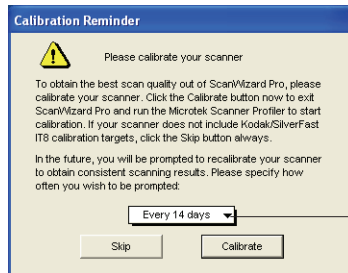 Calibration Reminder
Please calibrate your scanner
To obtain the best scan quality out of ScanWizard Pro, please
calibrate your scanner. Click the Calibrate button now to exit
ScanWizard Pro and run the Microtek Scanner Profiler to start
calibration. If your scanner does not include Kodak/SilverFast
IT8 calibration targets, click the Skip button always.
In the future, you will be prompted to recalibrate your scanner
to obtain consistent scanning results. Please specify how
often you wish to be prompted:
Every 14 days
Skip
Calibrate